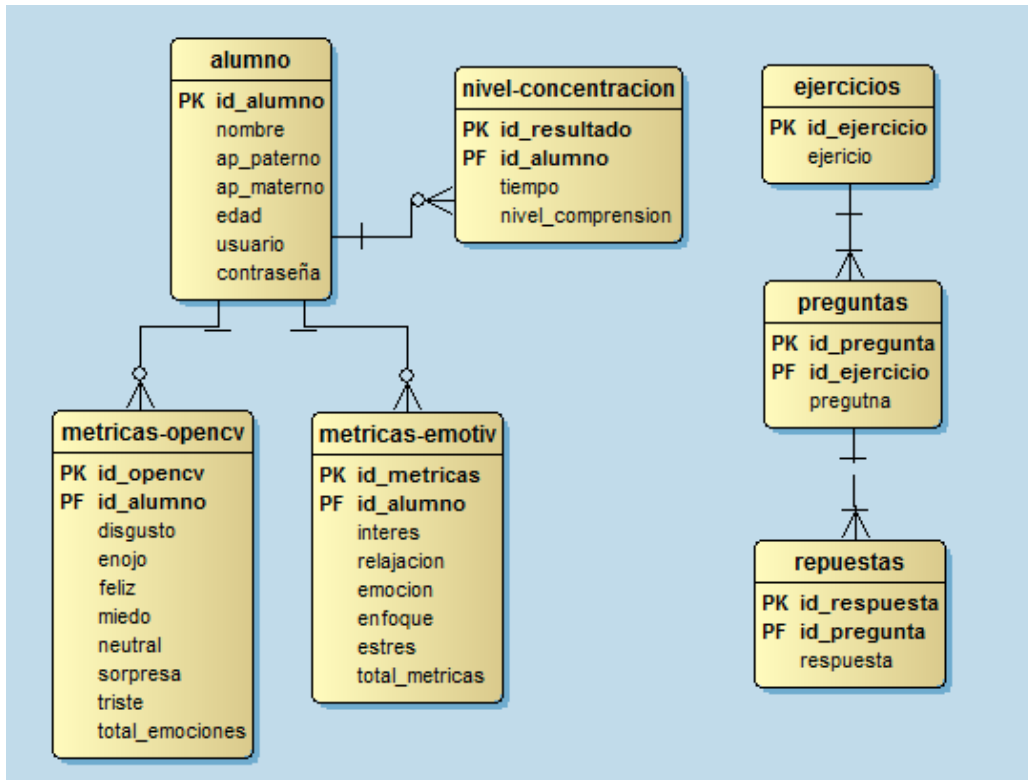 alumno
PK id_alumno
nombre
ap_paterno
ap_materno
edad
usuario
contraseña
nivel-concentracion
PK id_resultado
PF id_alumno
tiempo
nivel_comprension
ejercicios
PK id_ejercicio
ejericio
preguntas
PK id_pregunta
PF id_ejercicio
pregutna
metricas-opencv
PK id_opencv
PF id_alumno
disgusto
enojo
feliz
miedo
neutral
sorpresa
triste
total_emociones
metricas-emotiv
PK id_metricas
PF id_alumno
interes
relajacion
emocion
enfoque
estres
total_metricas
repuestas
PK id_respuesta
PF id_pregunta
respuesta